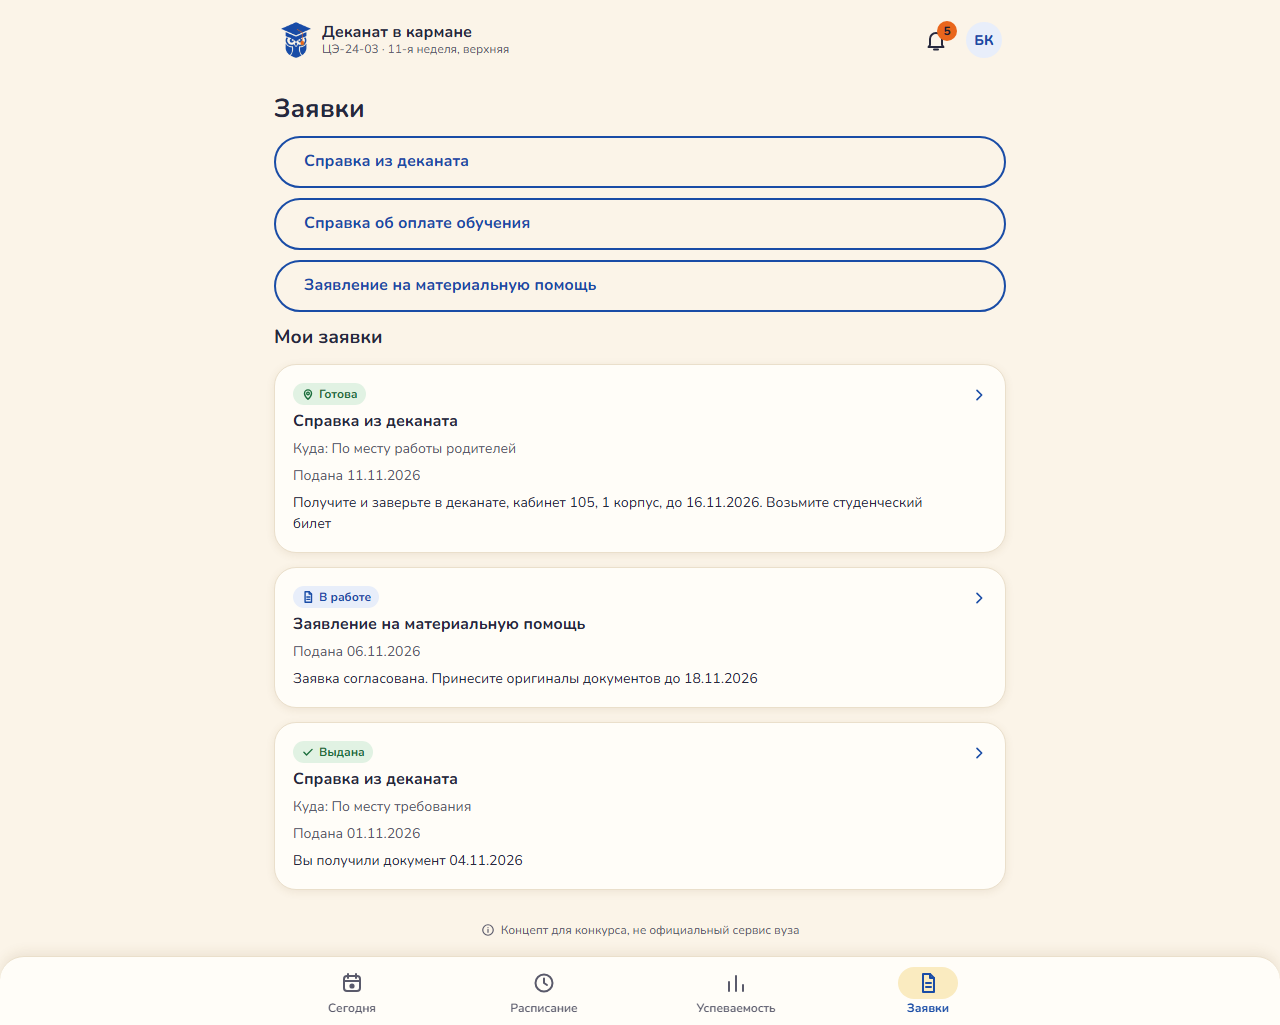 Деканат в кармане
ЦЭ-24-03 · 11-я неделя, верхняя
5
БК
Заявки
Справка из деканата
Справка об оплате обучения
Заявление на материальную помощь
Мои заявки
Готова
Справка из деканата
Куда: По месту работы родителей
Подана 11.11.2026
Получите и заверьте в деканате, кабинет 105, 1 корпус, до 16.11.2026. Возьмите студенческий
билет
В работе
Заявление на материальную помощь
Подана 06.11.2026
Заявка согласована. Принесите оригиналы документов до 18.11.2026
Выдана
Справка из деканата
Куда: По месту требования
Подана 01.11.2026
Вы получили документ 04.11.2026
Концепт для конкурса, не официальный сервис вуза
Сегодня
Расписание
Успеваемость
Заявки